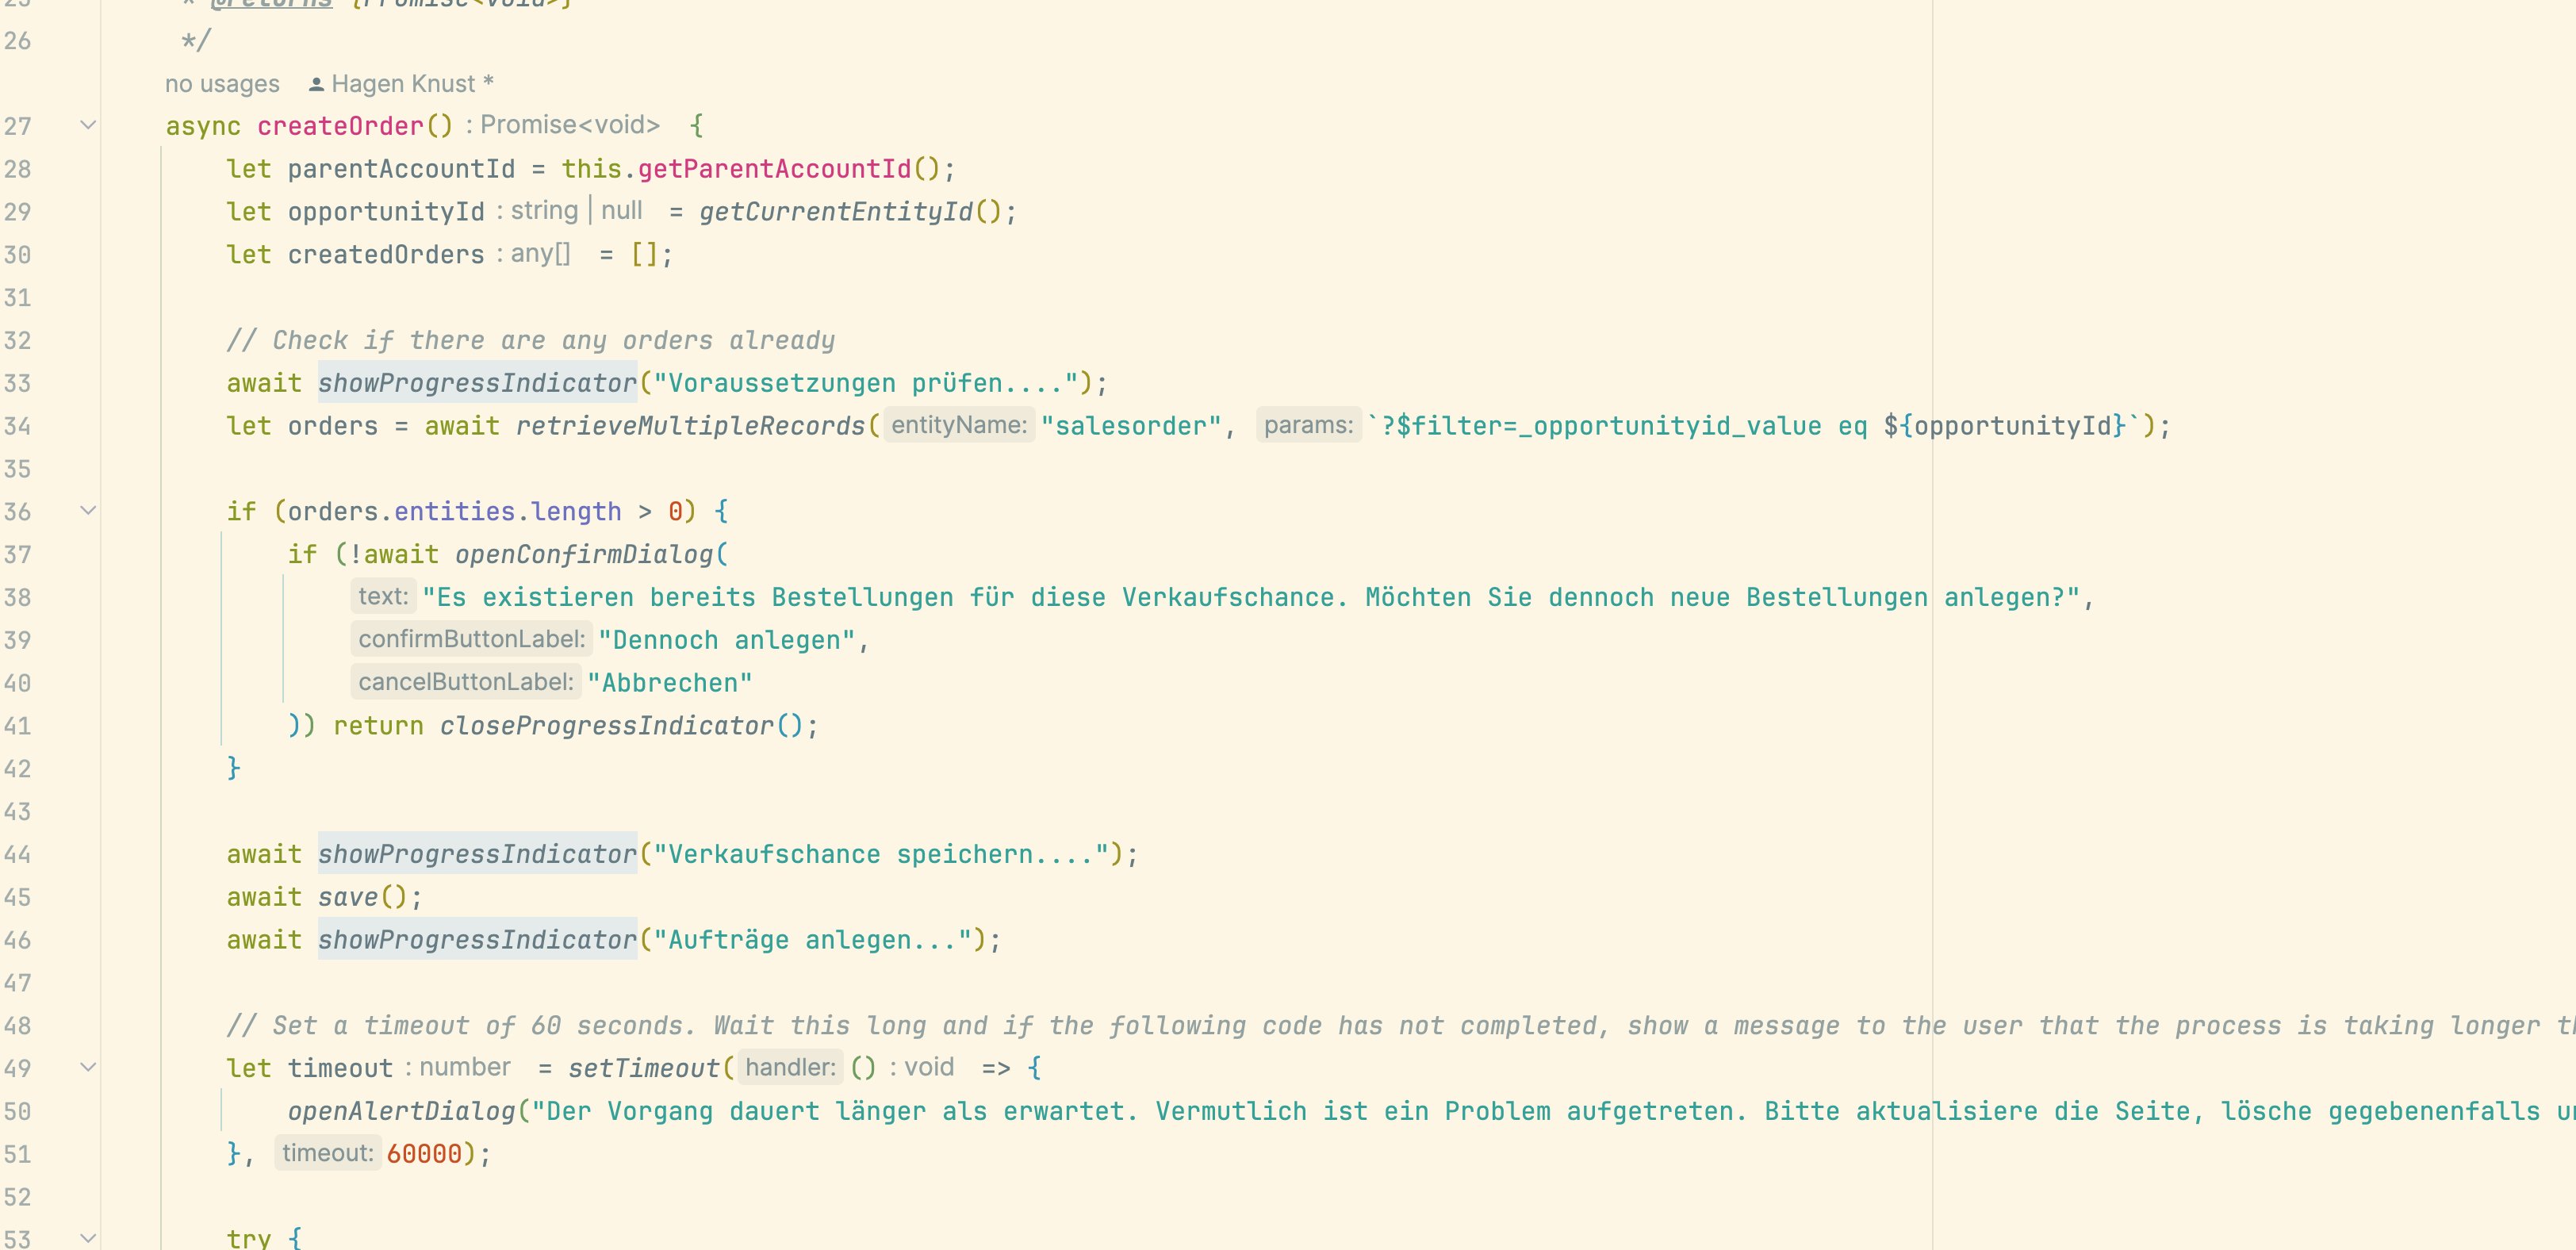 25 * @returns {Promise<void>}
26 */
no usages Hagen Knust *
27 async createOrder() : Promise<void> {
28 let parentAccountId = this.getParentAccountId();
29 let opportunityId : string | null = getCurrentEntityId();
30 let createdOrders : any[] = [];
31
32 // Check if there are any orders already
33 await showProgressIndicator("Voraussetzungen prüfen....");
34 let orders = await retrieveMultipleRecords( entityName: "salesorder", params: `?$filter=_opportunityid_value eq ${opportunityId}`);
35
36 if (orders.entities.length > 0) {
37 if (!await openConfirmDialog(
38 text: "Es existieren bereits Bestellungen für diese Verkaufschance. Möchten Sie dennoch neue Bestellungen anlegen?",
39 confirmButtonLabel: "Dennoch anlegen",
40 cancelButtonLabel: "Abbrechen"
41 )) return closeProgressIndicator();
42 }
43
44 await showProgressIndicator("Verkaufschance speichern....");
45 await save();
46 await showProgressIndicator("Aufträge anlegen...");
47
48 // Set a timeout of 60 seconds. Wait this long and if the following code has not completed, show a message to the user that the process is taking longer
49 let timeout : number = setTimeout( handler: () : void => {
50 openAlertDialog("Der Vorgang dauert länger als erwartet. Vermutlich ist ein Problem aufgetreten. Bitte aktualisiere die Seite, lösche gegebenenfalls
51 }, timeout: 60000);
52
53 try {